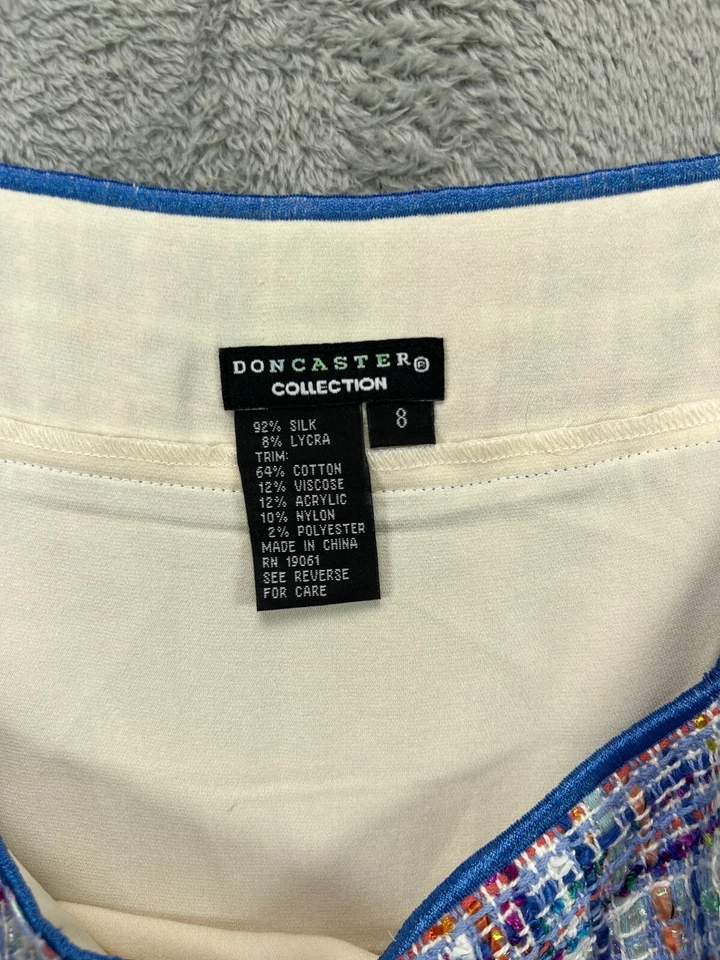 DONCASTER®
COLLECTION
8
92% SILK
8% LYCRA
TRIM:
64% COTTON
12% VISCOSE
12% ACRYLIC
10% NYLON
2% POLYESTER
MADE IN CHINA
RN 19061
SEE REVERSE
FOR CARE